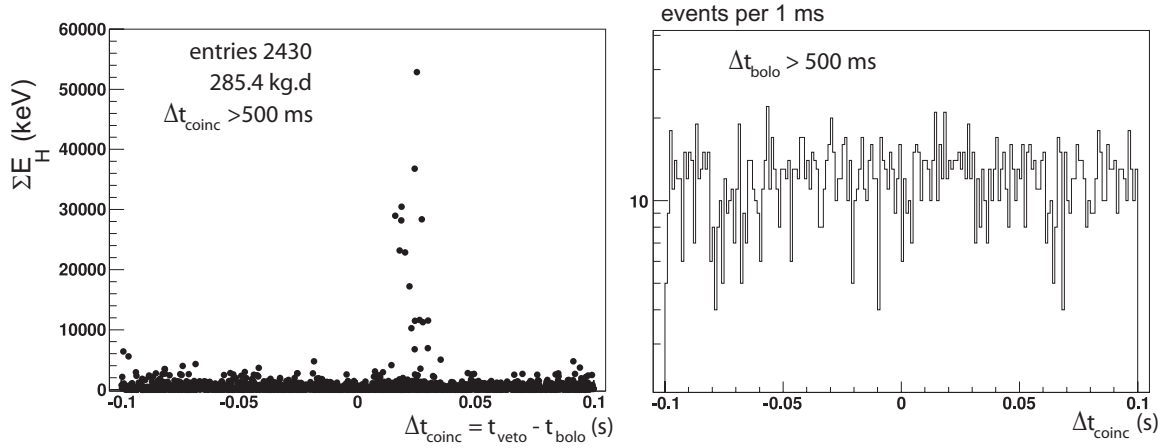 60000
50000
40000
30000
20000
10000
0
ΣE_H (keV)
entries 2430
285.4 kg.d
Δt_coinc >500 ms
-0.1
-0.05
0
0.05
0.1
Δt_coinc = t_veto - t_bolo (s)
events per 1 ms
Δt_bolo > 500 ms
10
-0.1
-0.05
0
0.05
0.1
Δt_coinc (s)